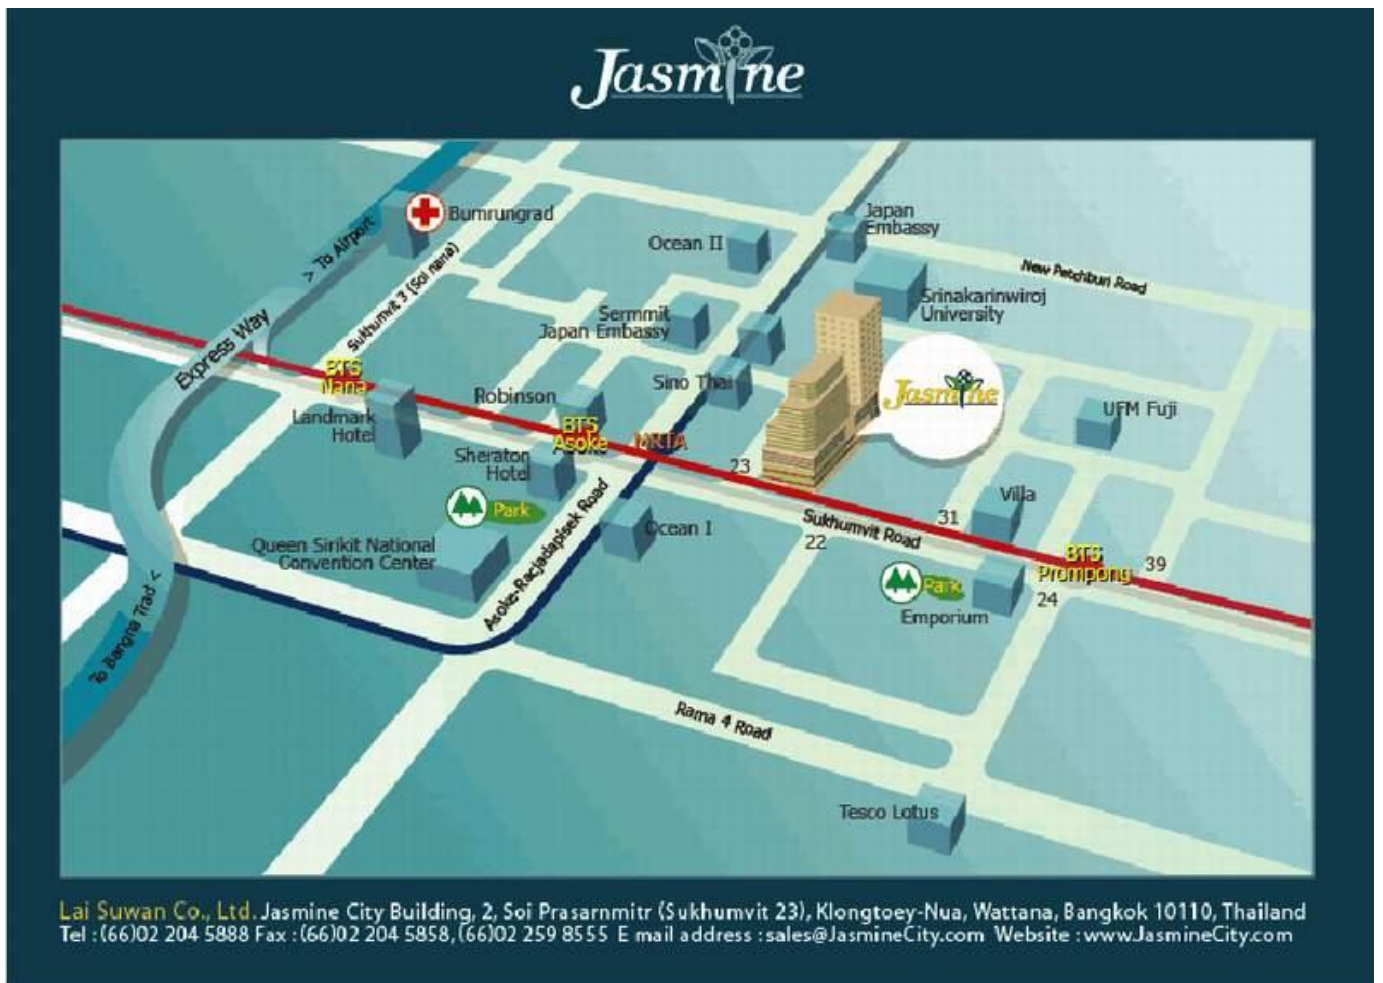 Jasmine
Bumrungrad
> To Airport
Sukhumvit 3 (Soi nana)
Express Way
BTS
Nana
Landmark
Hotel
Ocean II
Japan
Embassy
New Petchburi Road
Srinakarinwiroj
University
Sermmit
Japan Embassy
Sino Thai
Robinson
BTS
Asoke
MRTA
Jasmine
UFM Fuji
Sheraton
Hotel
23
Park
Asoke-Racjadapisek Road
Ocean I
Villa
31
Sukhumvit Road
22
Queen Sirikit National
Convention Center
BTS
Prompong
39
Park
24
Emporium
To Bangna Trad <
Rama 4 Road
Tesco Lotus
Lai Suwan Co., Ltd. Jasmine City Building, 2, Soi Prasarnmitr (Sukhumvit 23), Klongtoey-Nua, Wattana, Bangkok 10110, Thailand
Tel : (66)02 204 5888 Fax : (66)02 204 5858, (66)02 259 8555 E mail address : sales@JasmineCity.com Website : www.JasmineCity.com